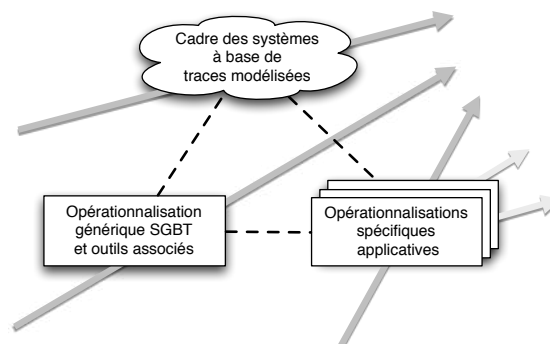 Cadre des systèmes
à base de
traces modélisées
Opérationnalisation
générique SGBT
et outils associés
Opérationnalisations
spécifiques
applicatives